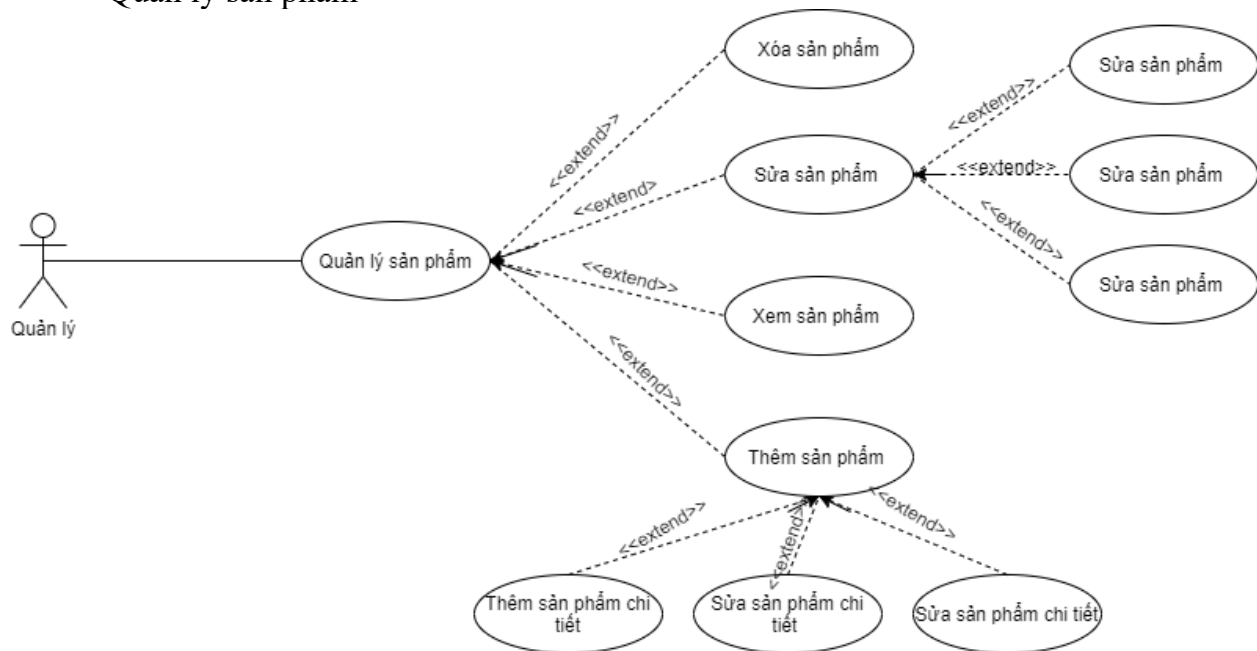 Quản lý sản phẩm
Xóa sản phẩm
Sửa sản phẩm
<<extend>>
<<extend>>
Sửa sản phẩm
<<extend>>
Sửa sản phẩm
<<extend>
<<extend>>
Quản lý sản phẩm
<<extend>>
Xem sản phẩm
Sửa sản phẩm
Quản lý
<<extend>>
Thêm sản phẩm
<<extend>>
<<extend>>
<<extend>>
Thêm sản phẩm chi
tiết
Sửa sản phẩm chi
tiết
Sửa sản phẩm chi tiết